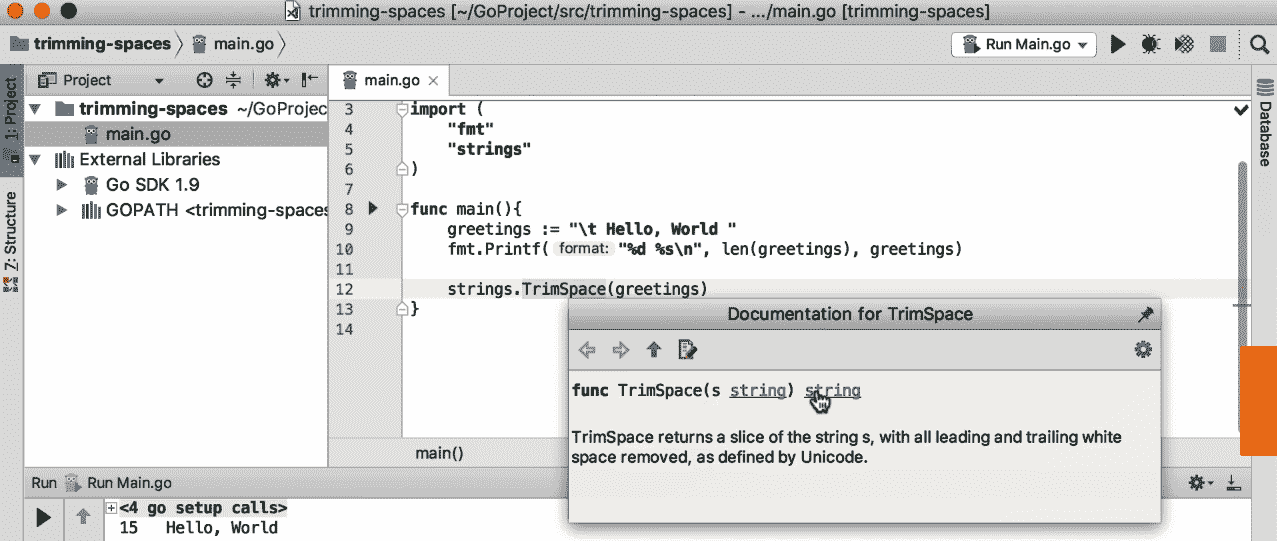 trimming-spaces [~/GoProject/src/trimming-spaces] - .../main.go [trimming-spaces]
trimming-spaces main.go Run Main.go
Project main.go
1: Project
trimming-spaces ~/GoProjec
main.go
External Libraries
Go SDK 1.9
GOPATH <trimming-spaces
Z: Structure
3 import (
4 "fmt"
5 "strings"
6 )
7
8 func main(){
9 greetings := "\t Hello, World "
10 fmt.Printf( format: "%d %s\n", len(greetings), greetings)
11
12 strings.TrimSpace(greetings)
13 }
14
Database
Documentation for TrimSpace
func TrimSpace(s string) string
TrimSpace returns a slice of the string s, with all leading and trailing white
space removed, as defined by Unicode.
main()
Run Run Main.go
<4 go setup calls>
15 Hello, World